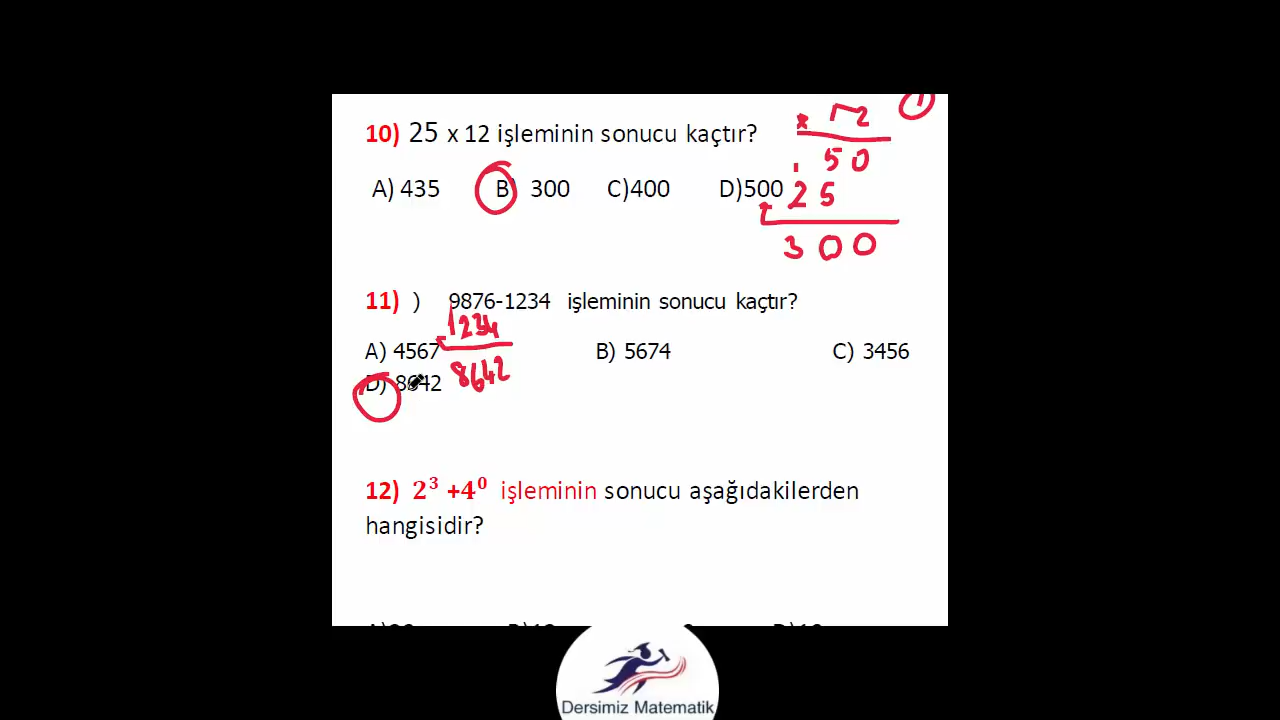 10) 25 x 12 işleminin sonucu kaçtır?
A) 435 B) 300 C)400 D)500
x 12
50
25
300
1
11) ) 9876-1234 işleminin sonucu kaçtır?
1234
8642
A) 4567 B) 5674 C) 3456
D) 8642
12) 2³ +4⁰ işleminin sonucu aşağıdakilerden
hangisidir?
Dersimiz Matematik